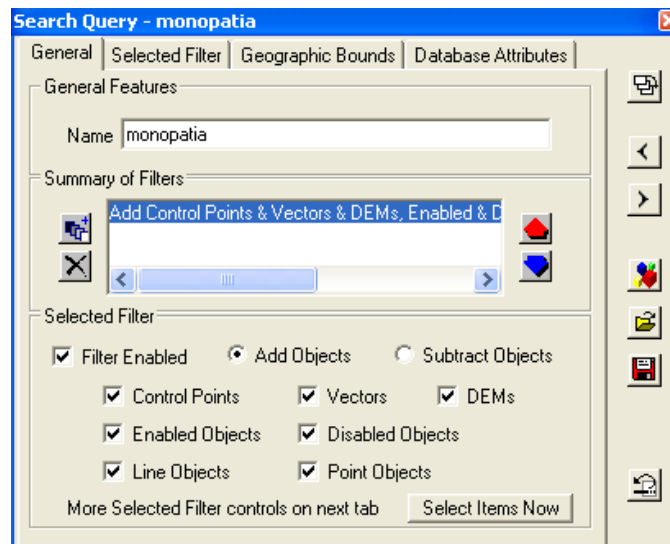 Search Query - monopatia
General Selected Filter Geographic Bounds Database Attributes
General Features
Name monopatia
Summary of Filters
Add Control Points & Vectors & DEMs, Enabled & D
Selected Filter
Filter Enabled Add Objects Subtract Objects
Control Points Vectors DEMs
Enabled Objects Disabled Objects
Line Objects Point Objects
More Selected Filter controls on next tab Select Items Now